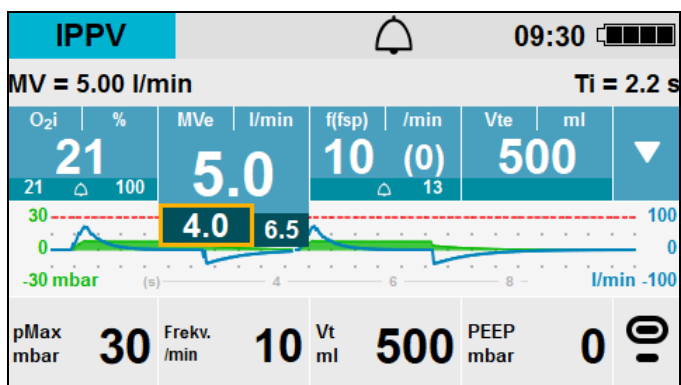 IPPV 09:30
MV = 5.00 l/min Ti = 2.2 s
O₂i % MVe l/min f(fsp) /min Vte ml
21 5.0 10 (0) 500
21 100 13
4.0 6.5
30 100
0 0
-30 mbar (s) 4 6 8 l/min -100
pMax mbar 30 Frekv. /min 10 Vt ml 500 PEEP mbar 0